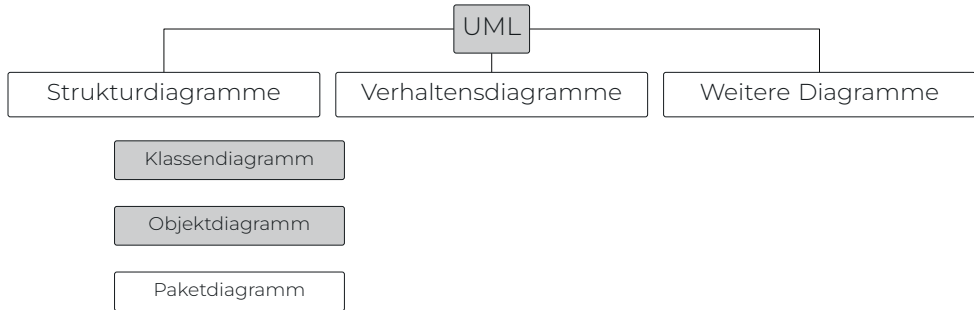 UML
Strukturdiagramme
Verhaltensdiagramme
Weitere Diagramme
Klassendiagramm
Objektdiagramm
Paketdiagramm